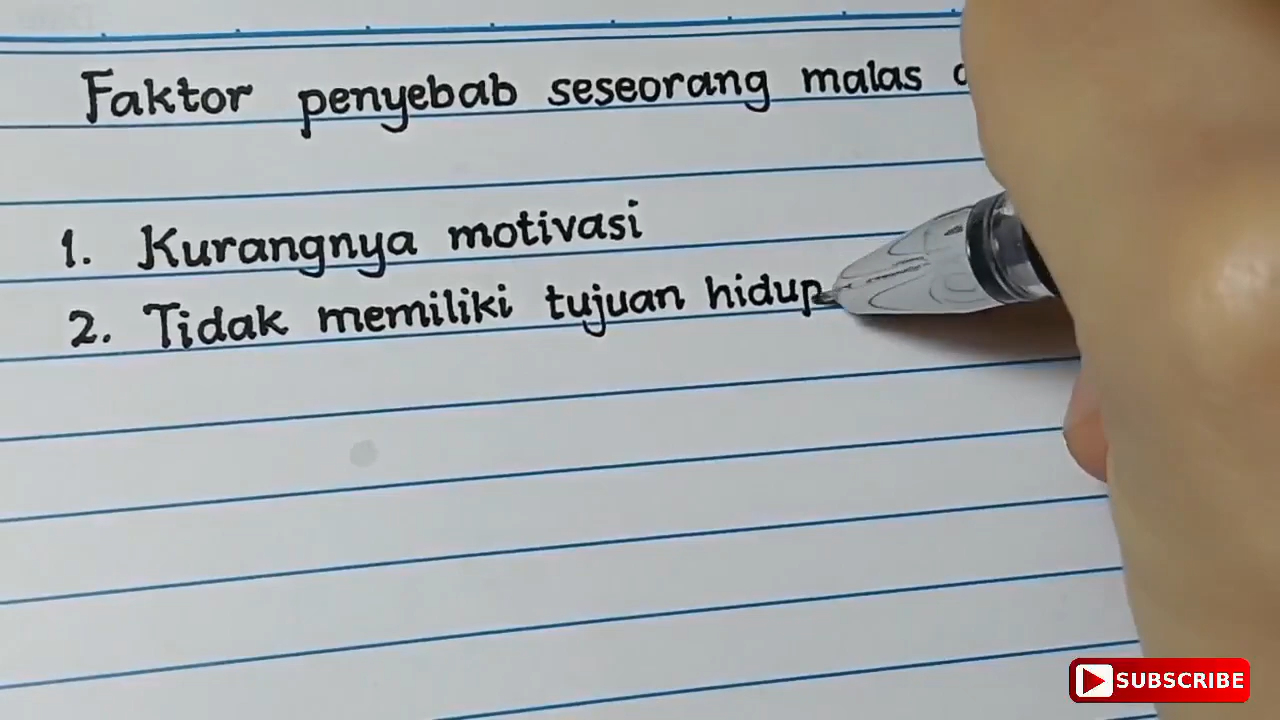 Faktor penyebab seseorang malas
1. Kurangnya motivasi
2. Tidak memiliki tujuan hidup
SUBSCRIBE